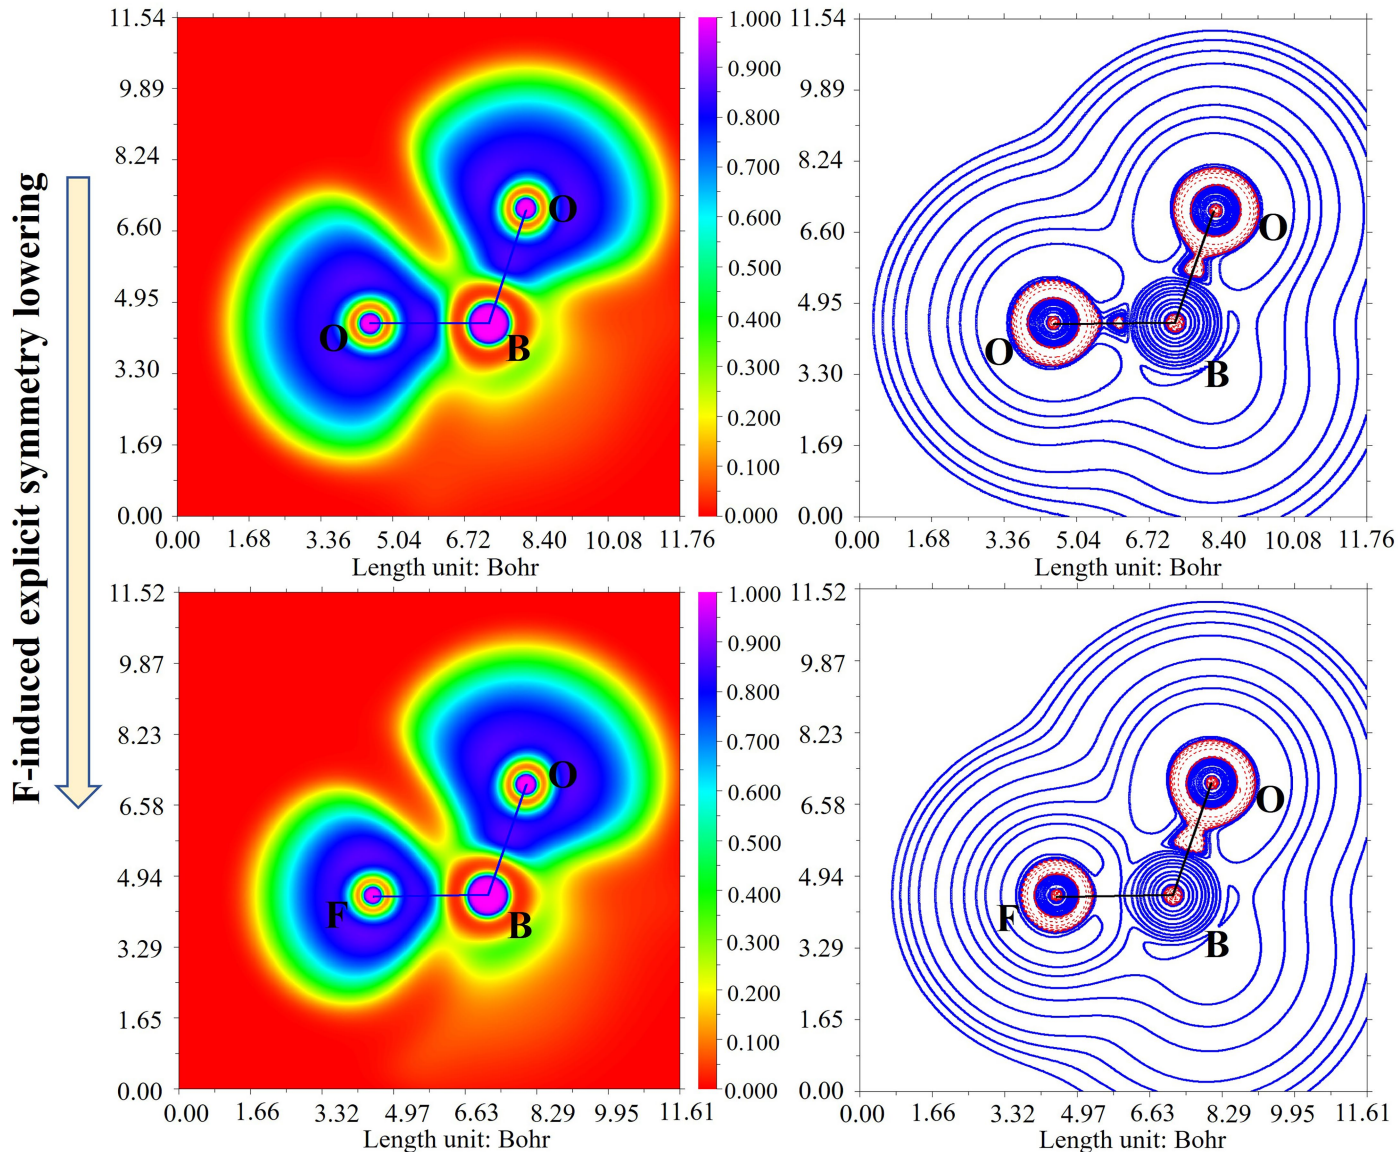 F-induced explicit symmetry lowering
11.54
9.89
8.24
6.60
4.95
3.30
1.69
0.00
0.00 1.68 3.36 5.04 6.72 8.40 10.08 11.76
Length unit: Bohr
O
O
B
1.000
0.900
0.800
0.700
0.600
0.500
0.400
0.300
0.200
0.100
0.000
11.54
9.89
8.24
6.60
4.95
3.30
1.69
0.00
0.00 1.68 3.36 5.04 6.72 8.40 10.08 11.76
Length unit: Bohr
O
O
B
11.52
9.87
8.23
6.58
4.94
3.29
1.65
0.00
0.00 1.66 3.32 4.97 6.63 8.29 9.95 11.61
Length unit: Bohr
O
F
B
1.000
0.900
0.800
0.700
0.600
0.500
0.400
0.300
0.200
0.100
0.000
11.52
9.87
8.23
6.58
4.94
3.29
1.65
0.00
0.00 1.66 3.32 4.97 6.63 8.29 9.95 11.61
Length unit: Bohr
O
F
B